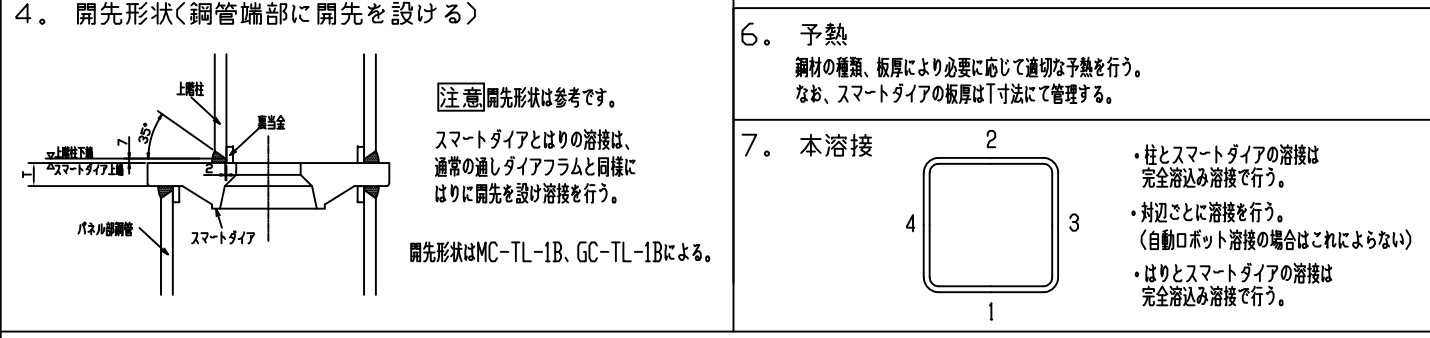 4. 開先形状(鋼管端部に開先を設ける)
上階柱
裏当金
35°
7
▽上階柱下端
△スマートダイア上端
2
T
パネル部鋼管
スマートダイア
注意 開先形状は参考です。
スマートダイアとはりの溶接は、
通常の通しダイアフラムと同様に
はりに開先を設け溶接を行う。
開先形状はMC-TL-1B、GC-TL-1Bによる。
6. 予熱
鋼材の種類、板厚により必要に応じて適切な予熱を行う。
なお、スマートダイアの板厚はT寸法にて管理する。
7. 本溶接
2
4
3
1
・柱とスマートダイアの溶接は
完全溶込み溶接で行う。
・対辺ごとに溶接を行う。
(自動ロボット溶接の場合はこれによらない)
・はりとスマートダイアの溶接は
完全溶込み溶接で行う。